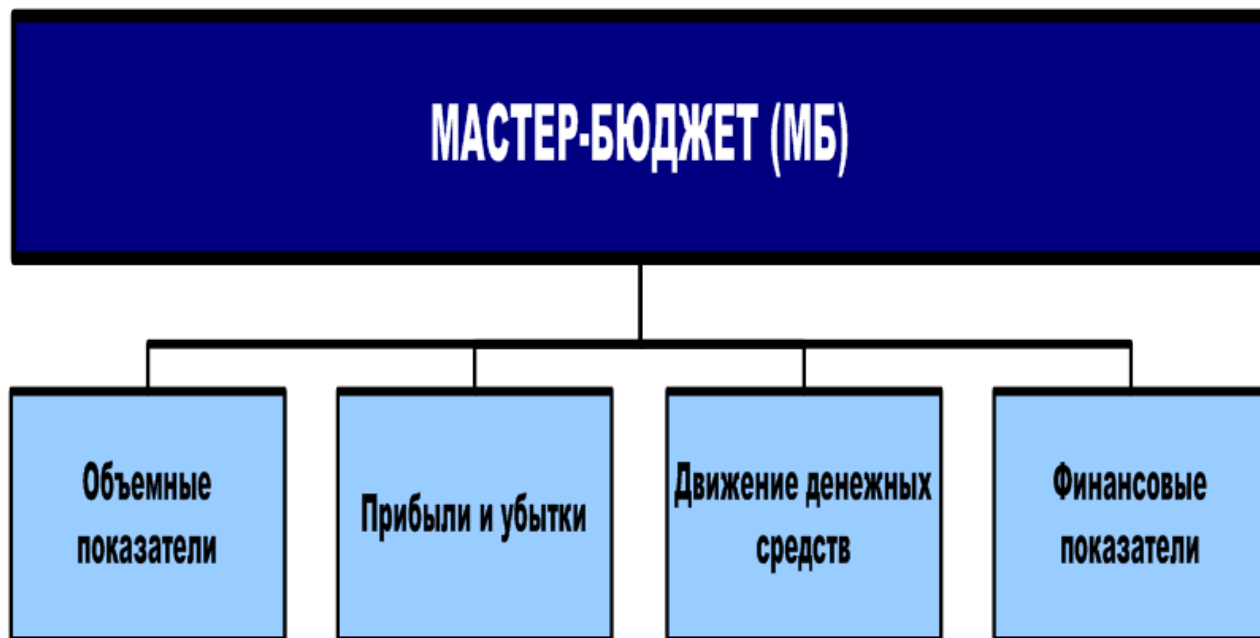 МАСТЕР-БЮДЖЕТ (МБ)
Объемные
показатели
Прибыли и убытки
Движение денежных
средств
Финансовые
показатели